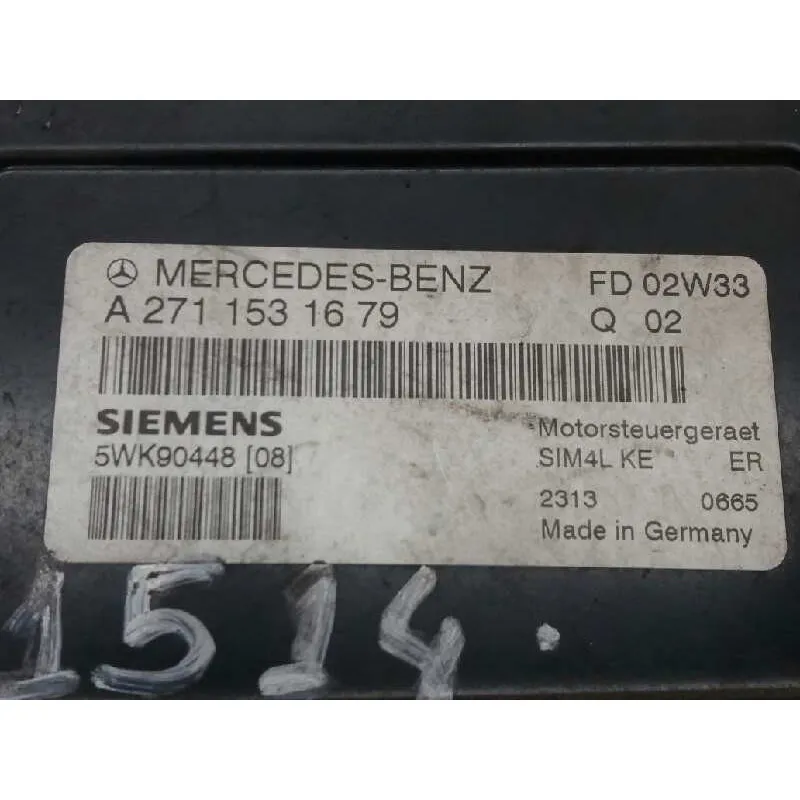 MERCEDES-BENZ FD 02W33
A 271 153 16 79 Q 02
SIEMENS Motorsteuergeraet
5WK90448 [08] SIM4L KE ER
2313 0665
Made in Germany
1514.